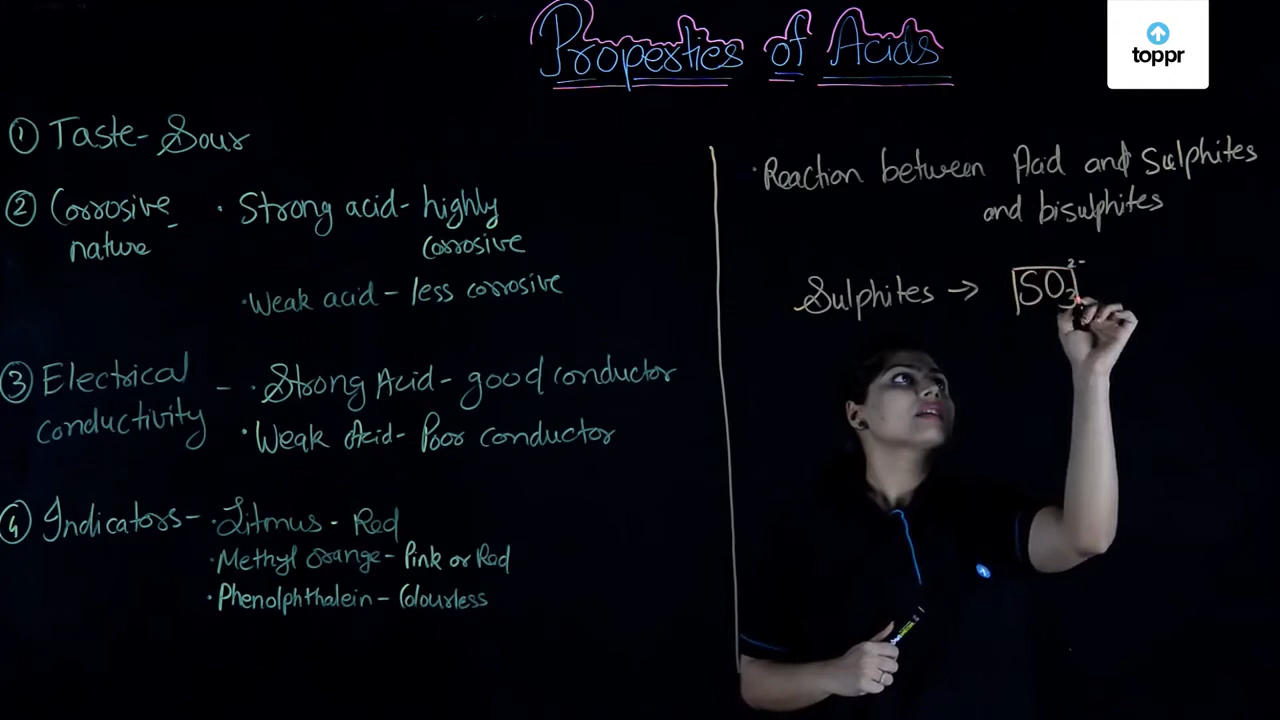 Properties of Acids
toppr
① Taste- Sour
② Corrosive - · Strong acid- highly
nature corrosive
· Weak acid - less corrosive
③ Electrical - · Strong Acid- good conductor
conductivity · Weak Acid- Poor conductor
④ Indicators- · Litmus - Red
· Methyl orange- Pink or Red
· Phenolphthalein - Colourless
· Reaction between Acid and Sulphites
and bisulphites
Sulphites → SO₃²⁻